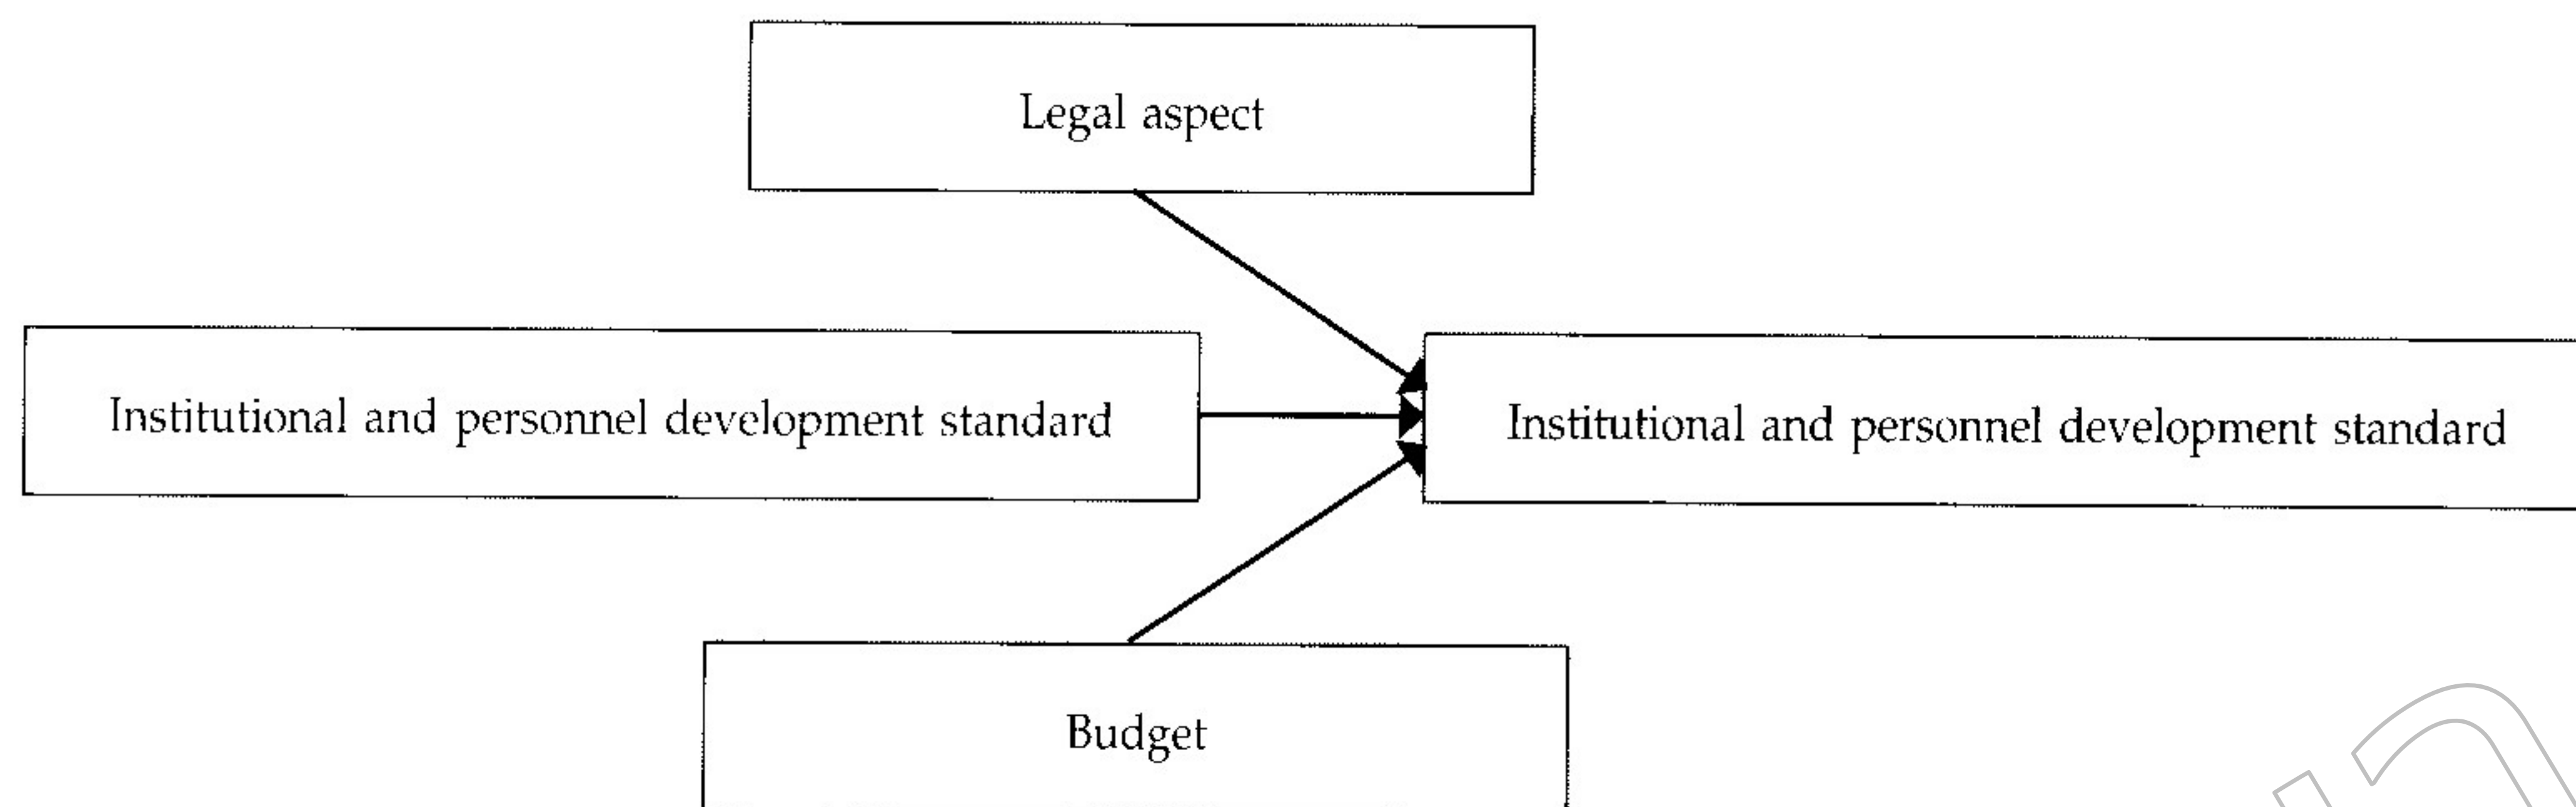 Legal aspect
Institutional and personnel development standard
Institutional and personnel development standard
Budget